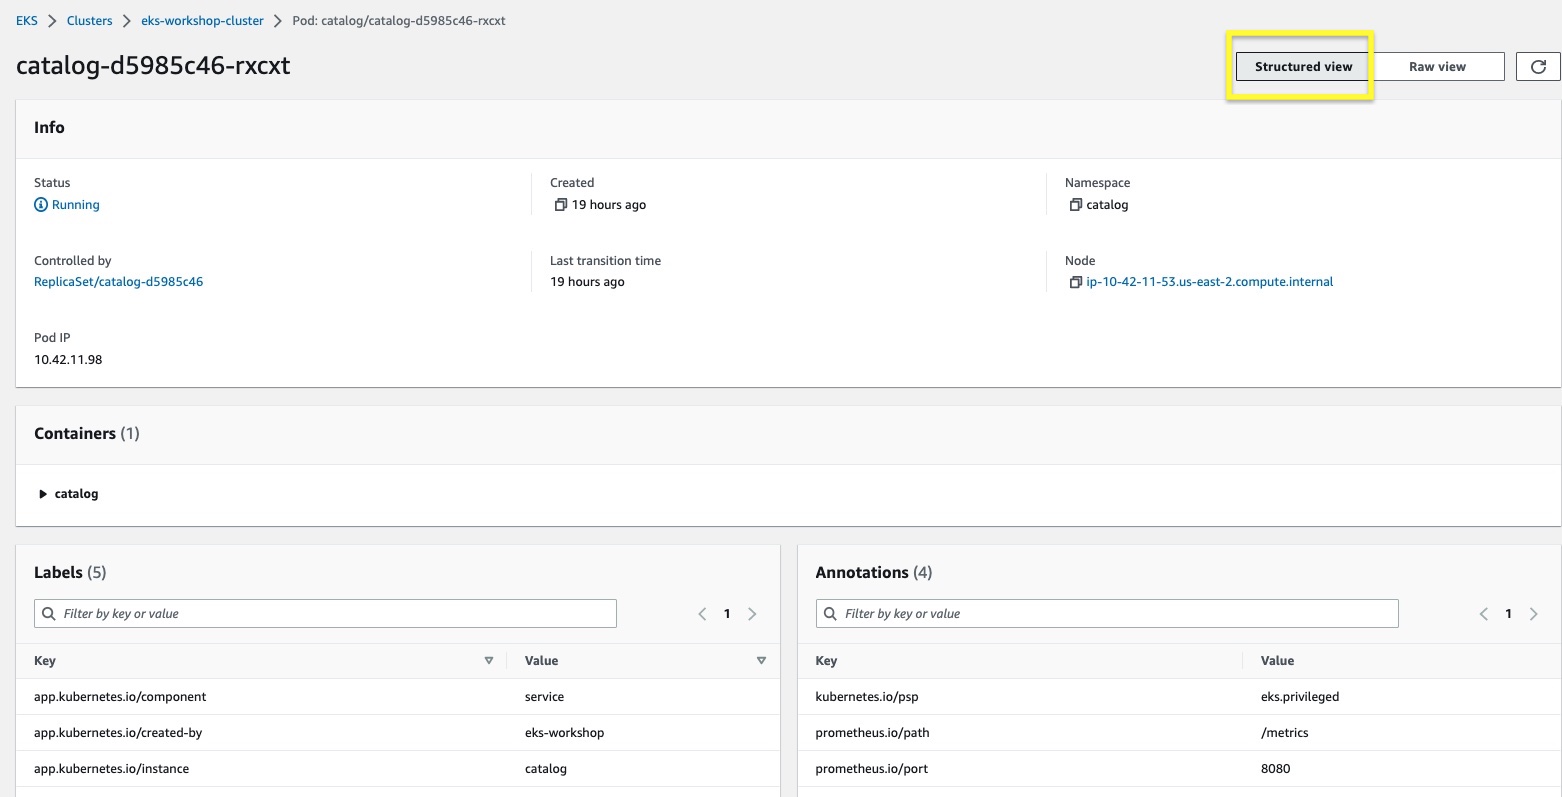 EKS > Clusters > eks-workshop-cluster > Pod: catalog/catalog-d5985c46-rxcxt
catalog-d5985c46-rxcxt
Structured view Raw view
Info
Status Created Namespace
Running 19 hours ago catalog
Controlled by Last transition time Node
ReplicaSet/catalog-d5985c46 19 hours ago ip-10-42-11-53.us-east-2.compute.internal
Pod IP
10.42.11.98
Containers (1)
catalog
Labels (5)
Filter by key or value 1
Key Value
app.kubernetes.io/component service
app.kubernetes.io/created-by eks-workshop
app.kubernetes.io/instance catalog
Annotations (4)
Filter by key or value 1
Key Value
kubernetes.io/psp eks.privileged
prometheus.io/path /metrics
prometheus.io/port 8080